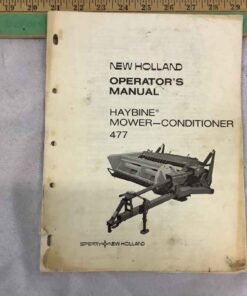 NEW HOLLAND
OPERATOR'S
MANUAL
HAYBINE®
MOWER-CONDITIONER
477
SPERRY NEW HOLLAND